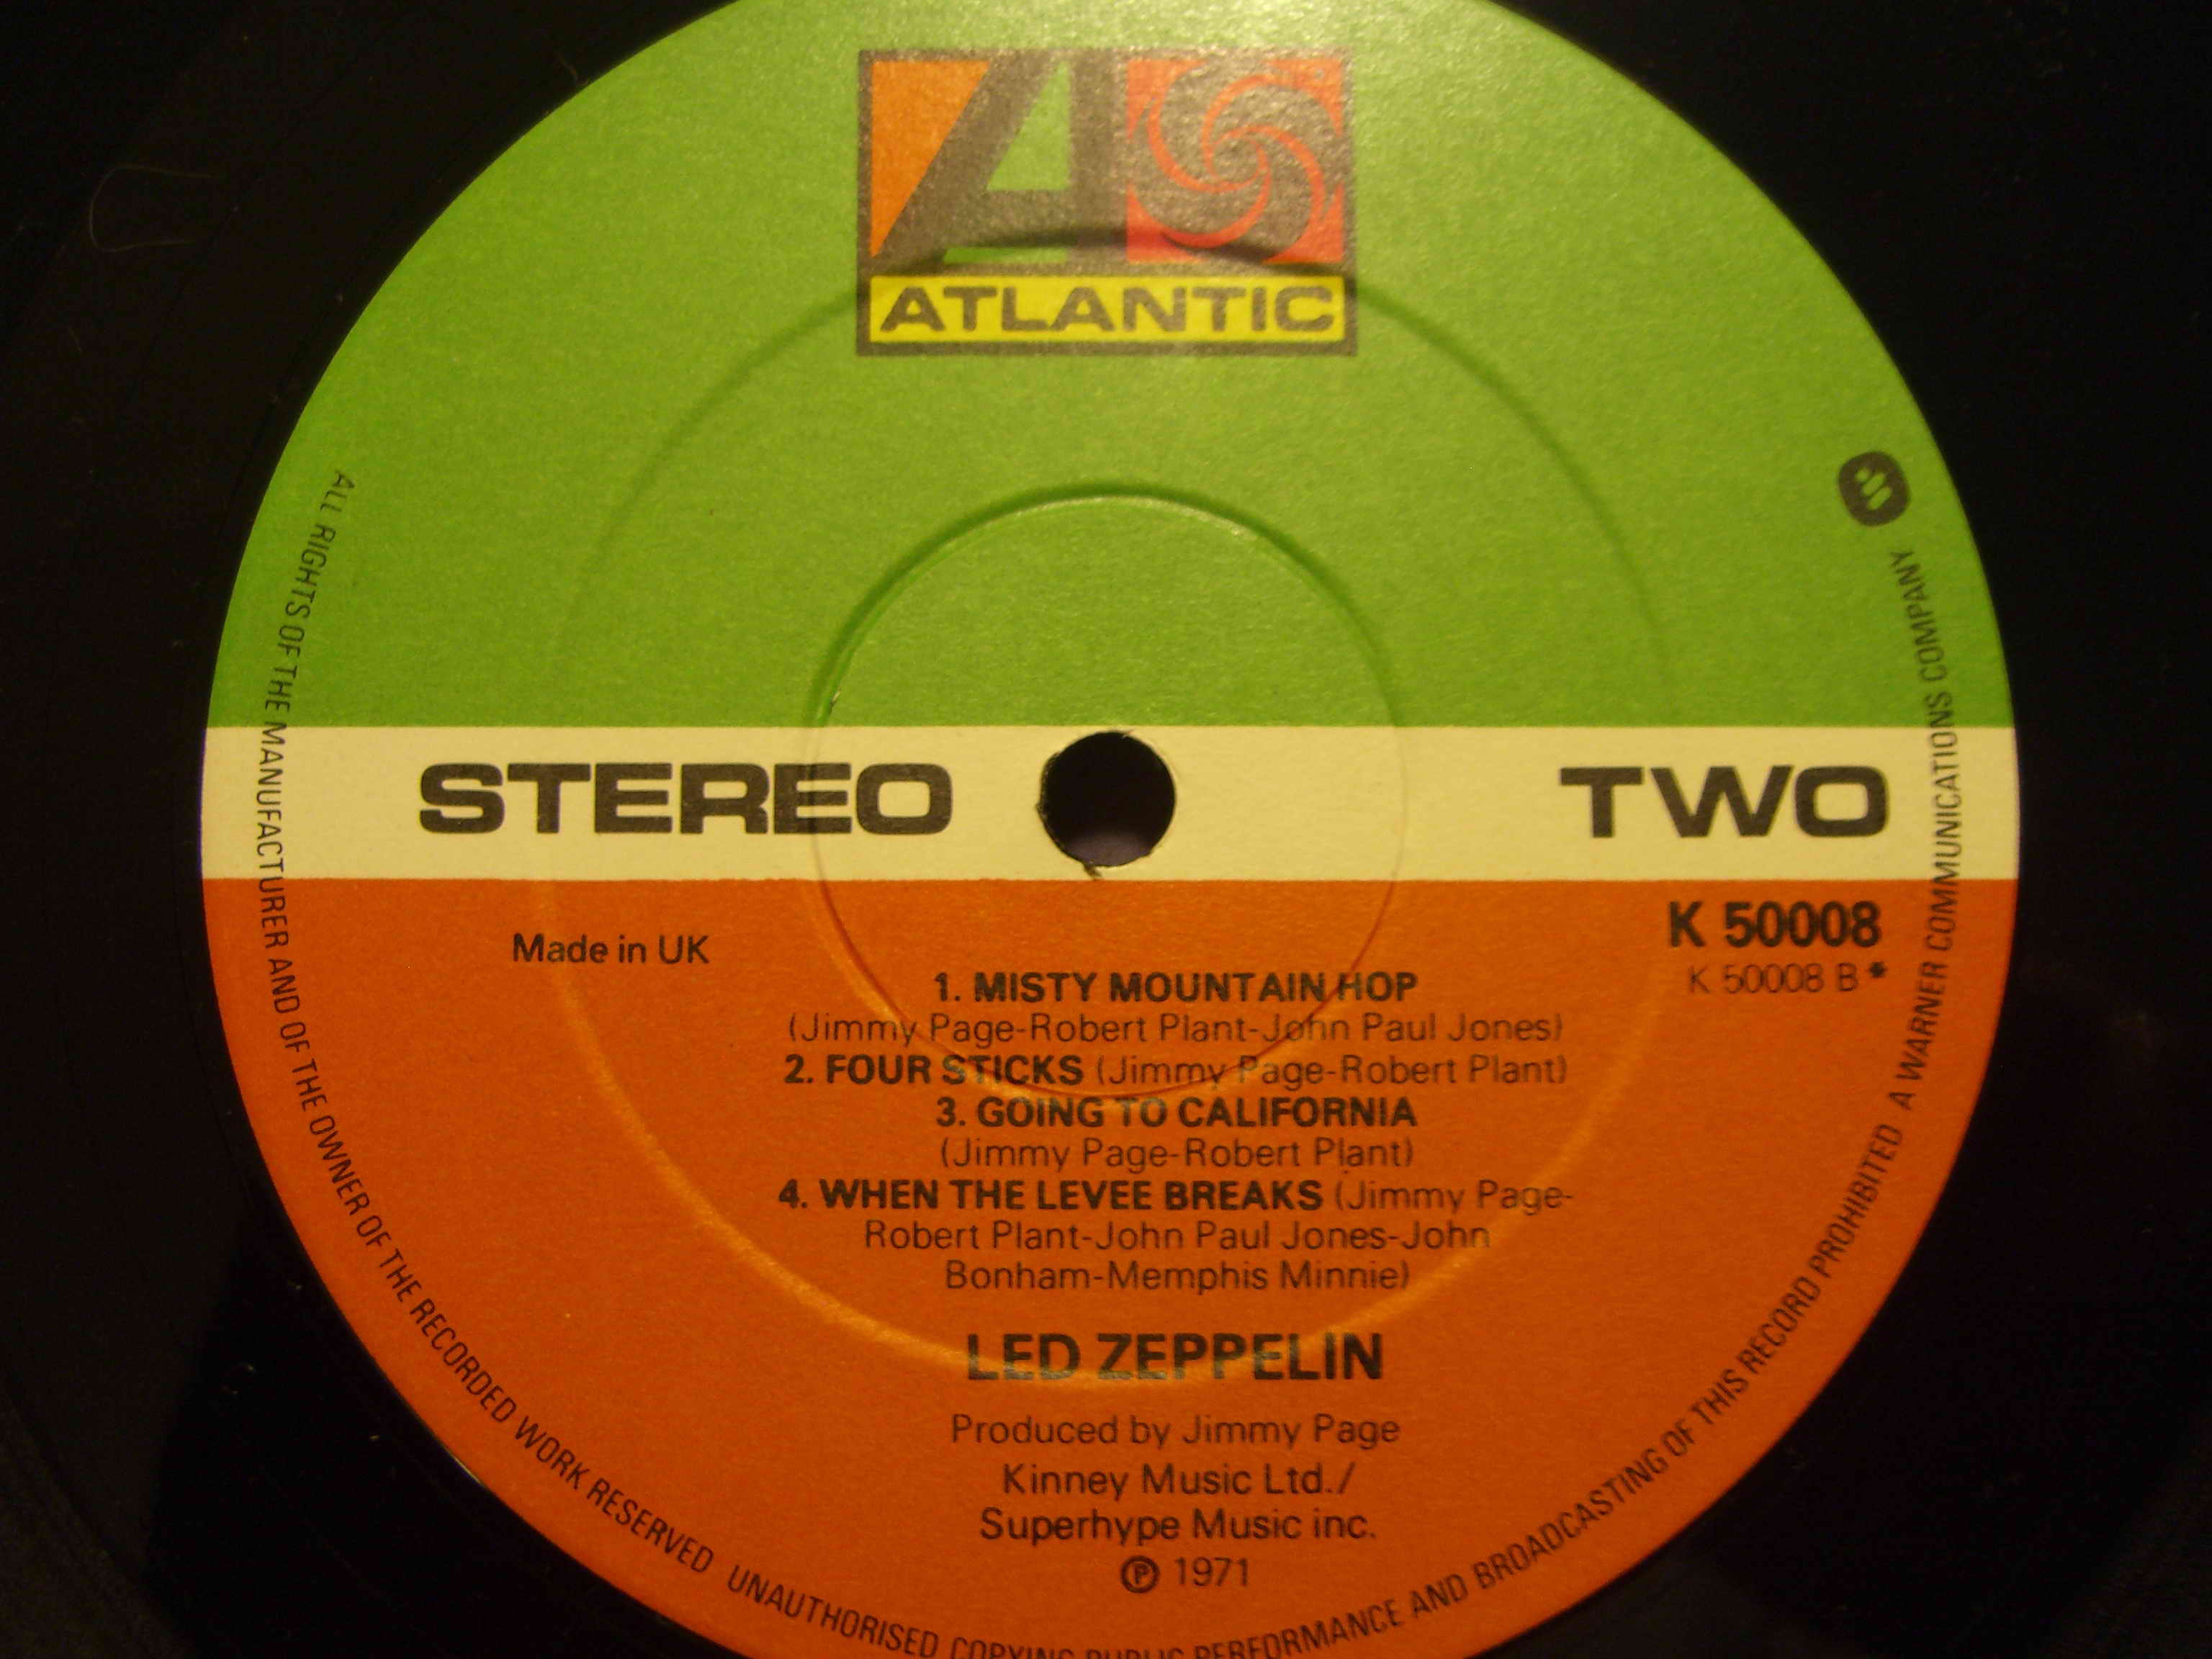 ATLANTIC
STEREO
TWO
K 50008
K 50008 B*
Made in UK
1. MISTY MOUNTAIN HOP
(Jimmy Page-Robert Plant-John Paul Jones)
2. FOUR STICKS (Jimmy Page-Robert Plant)
3. GOING TO CALIFORNIA
(Jimmy Page-Robert Plant)
4. WHEN THE LEVEE BREAKS (Jimmy Page-
Robert Plant-John Paul Jones-John
Bonham-Memphis Minnie)
LED ZEPPELIN
Produced by Jimmy Page
Kinney Music Ltd./
Superhype Music inc.
℗ 1971
ALL RIGHTS OF THE MANUFACTURER AND OF THE OWNER OF THE RECORDED WORK RESERVED UNAUTHORISED COPYING PUBLIC PERFORMANCE AND BROADCASTING OF THIS RECORD PROHIBITED A WARNER COMMUNICATIONS COMPANY